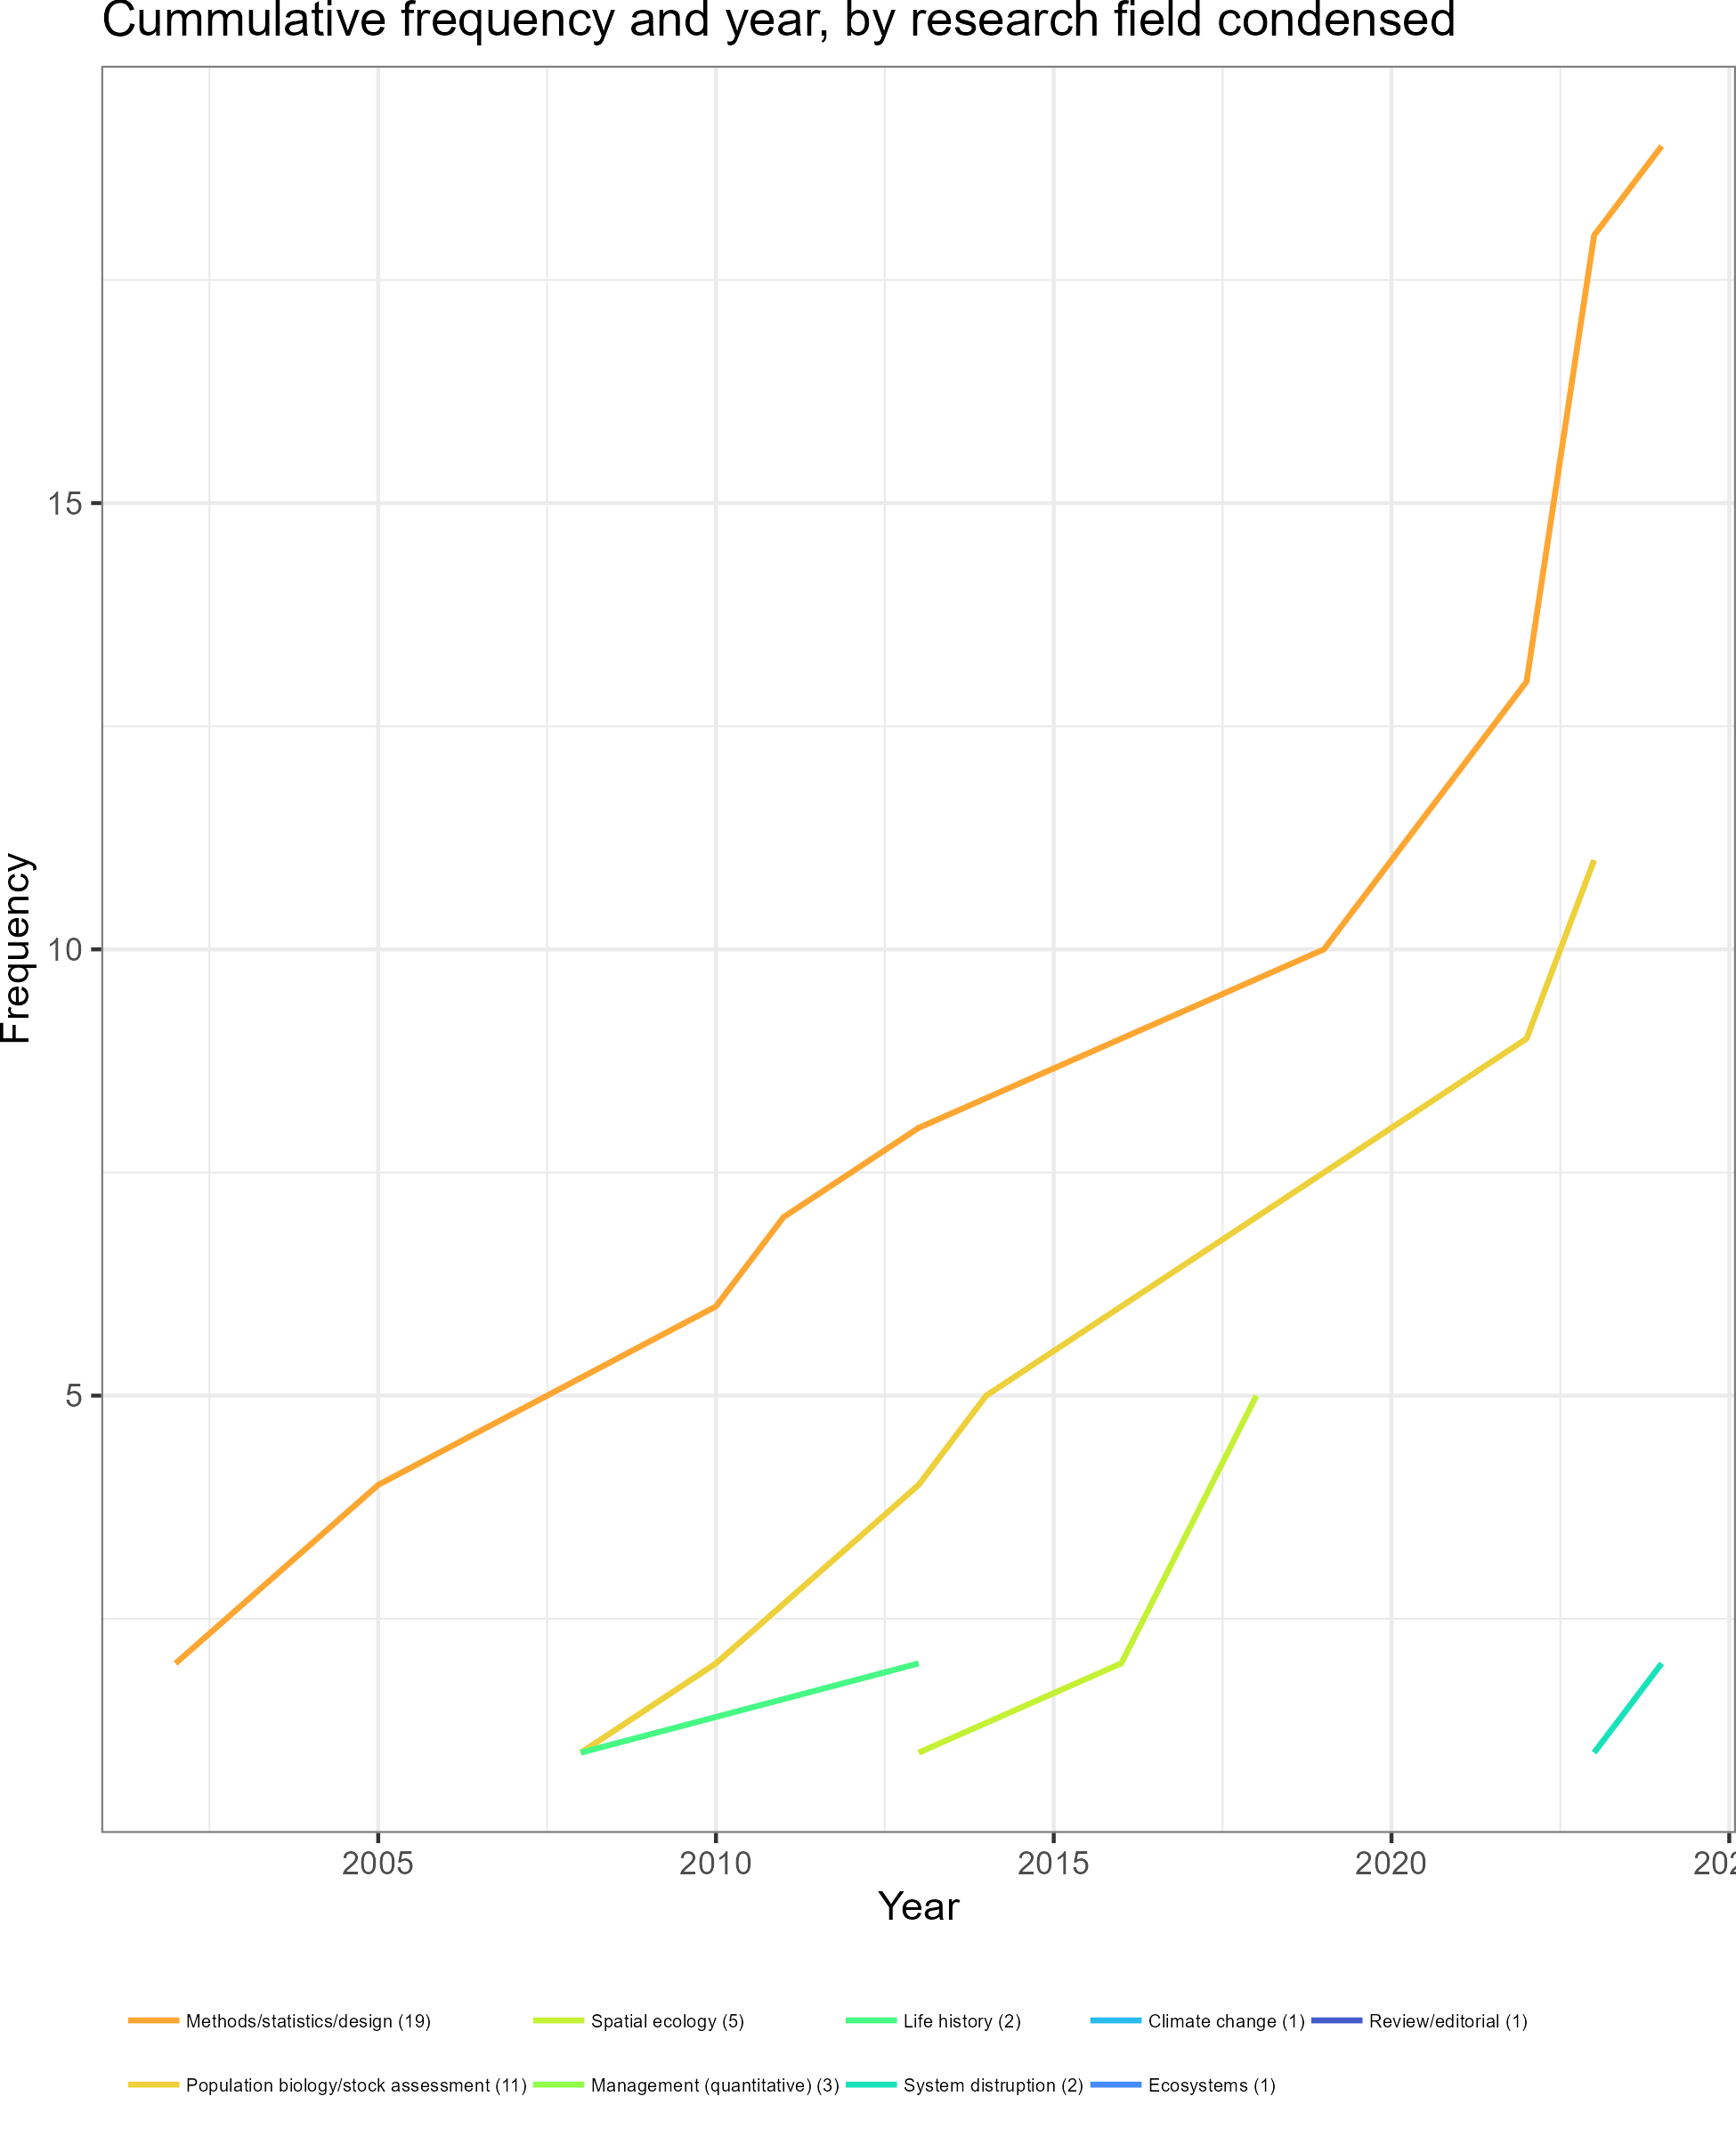 Cummulative frequency and year, by research field condensed
Frequency
15
10
5
2005 2010 2015 2020 202
Year
Methods/statistics/design (19) Spatial ecology (5) Life history (2) Climate change (1) Review/editorial (1)
Population biology/stock assessment (11) Management (quantitative) (3) System distruption (2) Ecosystems (1)